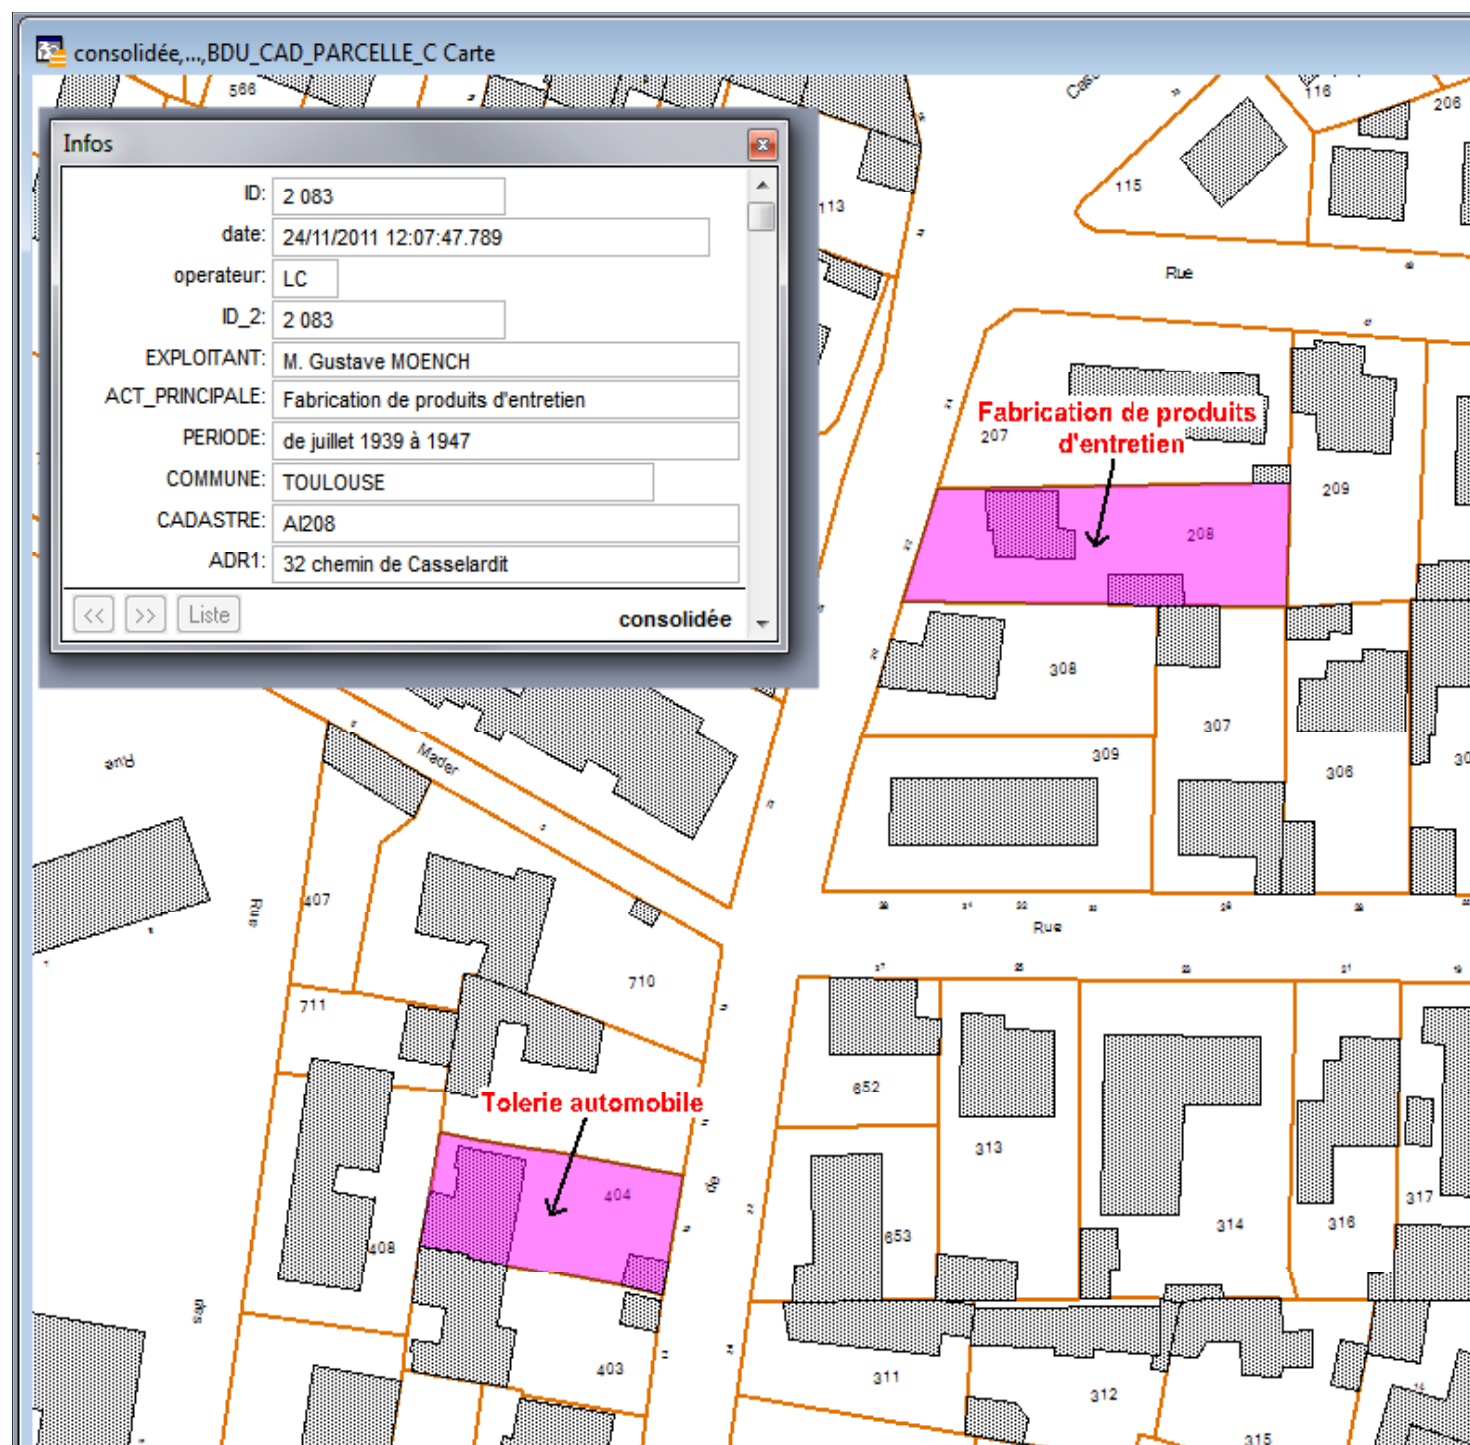 consolidée,...,BDU_CAD_PARCELLE_C Carte
566
116
206
Infos
ID: 2 083
date: 24/11/2011 12:07:47.789
operateur: LC
ID_2: 2 083
EXPLOITANT: M. Gustave MOENCH
ACT_PRINCIPALE: Fabrication de produits d'entretien
PERIODE: de juillet 1939 à 1947
COMMUNE: TOULOUSE
CADASTRE: AI208
ADR1: 32 chemin de Casselardit
<< >> Liste
consolidée
113
115
Rue
Fabrication de produits
d'entretien
207
209
208
308
307
309
306
Rue
Mader
407
Rue
Rue
710
711
652
Tolerie automobile
313
404
de
317
314
316
408
653
des
403
311
312
315